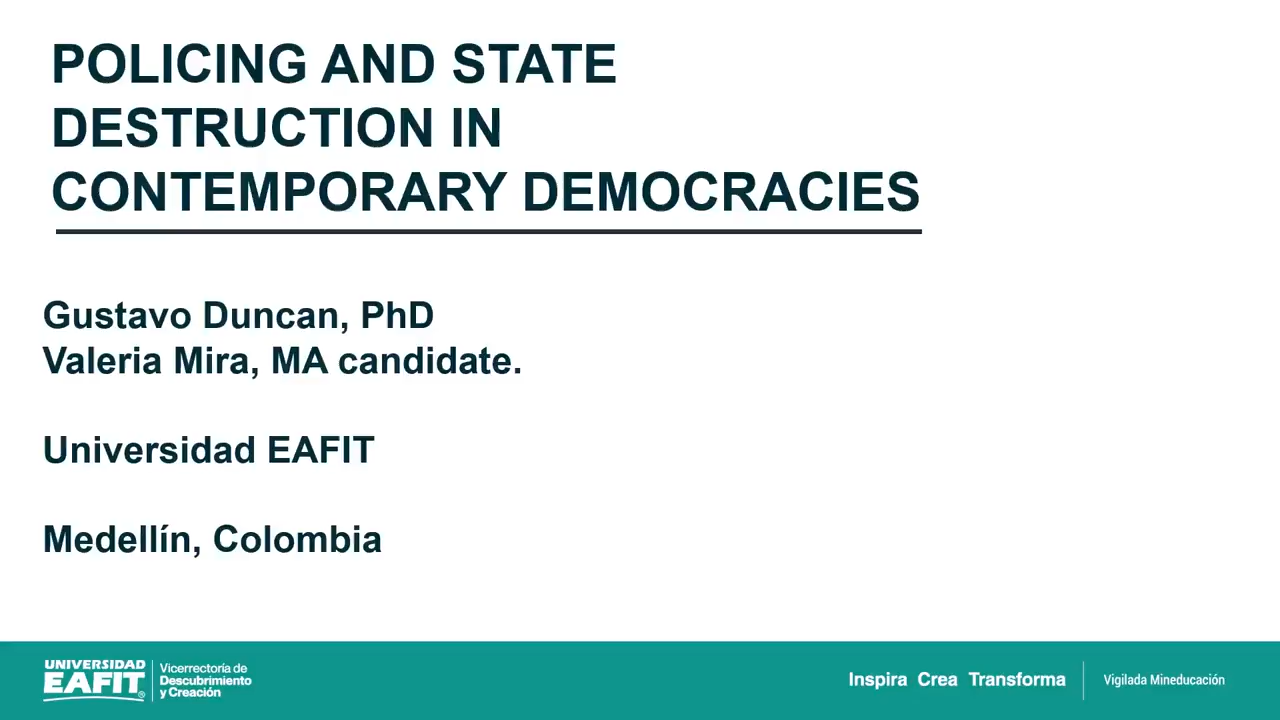 POLICING AND STATE
DESTRUCTION IN
CONTEMPORARY DEMOCRACIES
Gustavo Duncan, PhD
Valeria Mira, MA candidate.
Universidad EAFIT
Medellín, Colombia
UNIVERSIDAD
EAFIT®
Vicerrectoría de
Descubrimiento
y Creación
Inspira Crea Transforma
Vigilada Mineducación